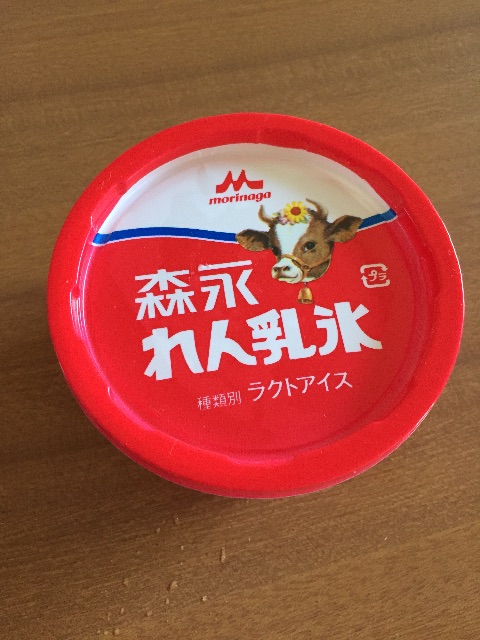 morinaga
森永
プラ
れん乳氷
種類別 ラクトアイス